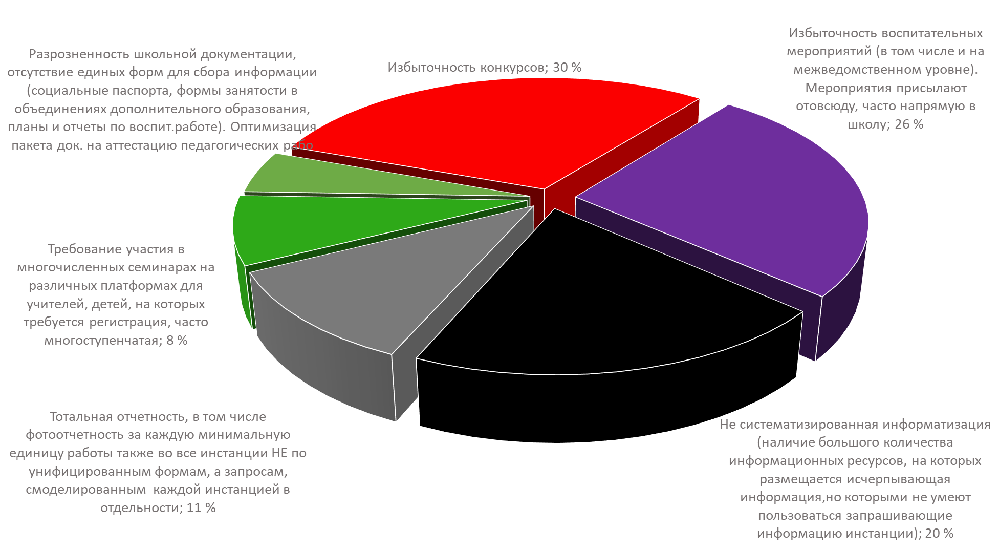 Разрозненность школьной документации,
отсутствие единых форм для сбора информации
(социальные паспорта, формы занятости в
объединениях дополнительного образования,
планы и отчеты по воспит.работе). Оптимизация
пакета док. на аттестацию педагогических рабо
Избыточность конкурсов; 30 %
Избыточность воспитательных
мероприятий (в том числе и на
межведомственном уровне).
Мероприятия присылают
отовсюду, часто напрямую в
школу; 26 %
Требование участия в
многочисленных семинарах на
различных платформах для
учителей, детей, на которых
требуется регистрация, часто
многоступенчатая; 8 %
Тотальная отчетность, в том числе
фотоотчетность за каждую минимальную
единицу работы также во все инстанции НЕ по
унифицированным формам, а запросам,
смоделированным  каждой инстанцией в
отдельности; 11 %
Не систематизированная информатизация
(наличие большого количества
информационных ресурсов, на которых
размещается исчерпывающая
информация,но которыми не умеют
пользоваться запрашивающие
информацию инстанции); 20 %